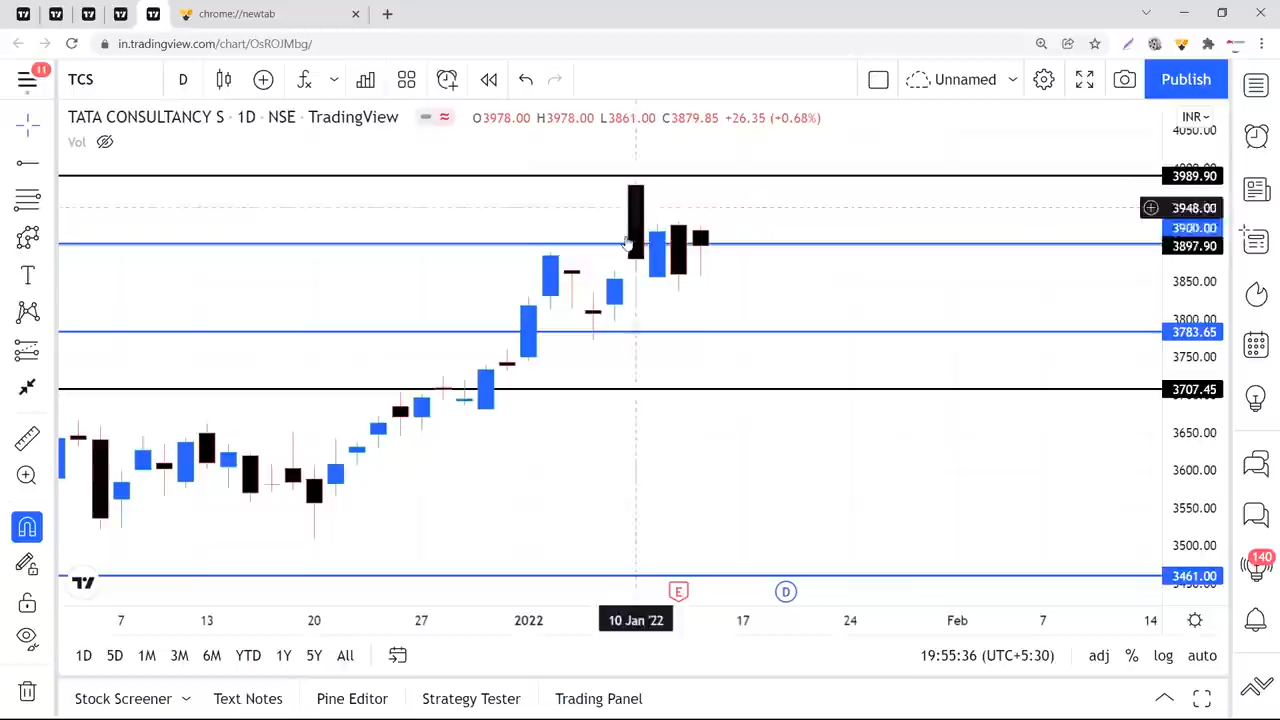 chrome://newtab
in.tradingview.com/chart/OsROJMbg/
11
TCS
D
Unnamed
Publish
TATA CONSULTANCY S · 1D · NSE · TradingView
O3978.00 H3978.00 L3861.00 C3879.85 +26.35 (+0.68%)
INR
Vol
4050.00
3989.90
3948.00
3900.00
3897.90
3850.00
3800.00
3783.65
3750.00
3707.45
3650.00
3600.00
3550.00
3500.00
3461.00
140
E
D
7
13
20
27
2022
10 Jan '22
17
24
Feb
7
14
1D 5D 1M 3M 6M YTD 1Y 5Y All
19:55:36 (UTC+5:30)
adj % log auto
Stock Screener
Text Notes
Pine Editor
Strategy Tester
Trading Panel